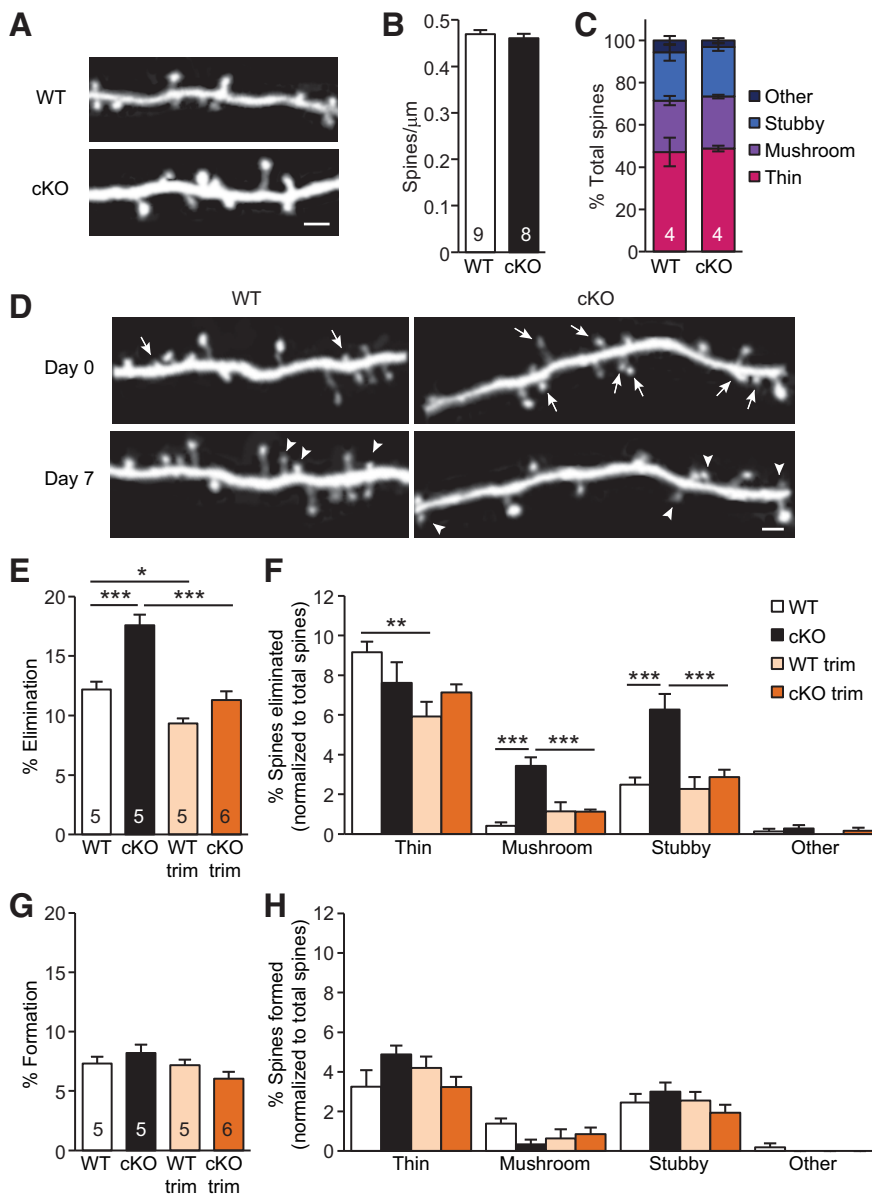 A
WT
cKO
B
Spines/μm
0.5
0.4
0.3
0.2
0.1
0
9
8
WT
cKO
C
% Total spines
100
80
60
40
20
0
4
4
WT
cKO
Other
Stubby
Mushroom
Thin
D
WT
cKO
Day 0
Day 7
E
% Elimination
20
15
10
5
0
*
***
***
5
5
5
6
WT
cKO
WT
trim
cKO
trim
F
% Spines eliminated
(normalized to total spines)
12
10
8
6
4
2
0
**
***
***
***
***
Thin
Mushroom
Stubby
Other
WT
cKO
WT trim
cKO trim
G
% Formation
20
15
10
5
0
5
5
5
6
WT
cKO
WT
trim
cKO
trim
H
% Spines formed
(normalized to total spines)
12
10
8
6
4
2
0
Thin
Mushroom
Stubby
Other